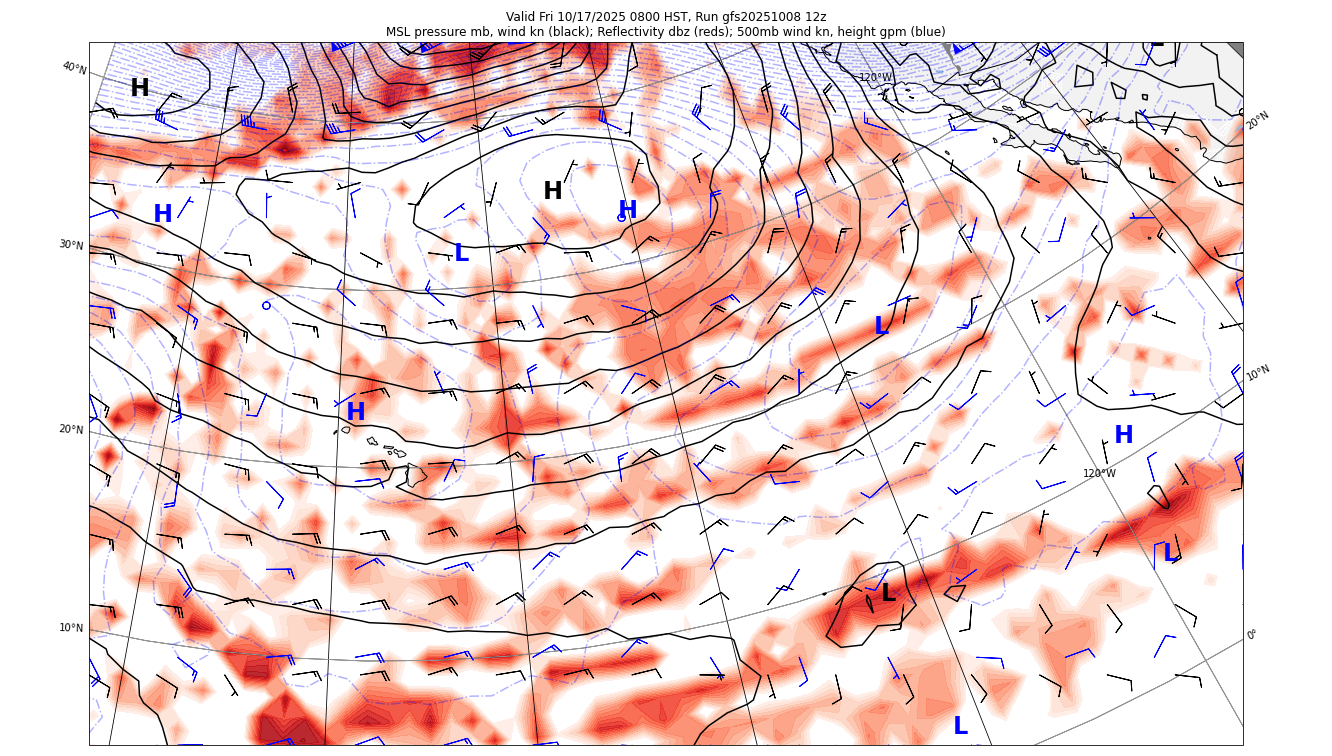 Valid Fri 10/17/2025 0800 HST, Run gfs20251008 12z
MSL pressure mb, wind kn (black); Reflectivity dbz (reds); 500mb wind kn, height gpm (blue)
L
40°N
120°W
H
20°N
H
H
H
30°N
L
L
10°N
H
20°N
H
120°W
L
L
10°N
0°
L